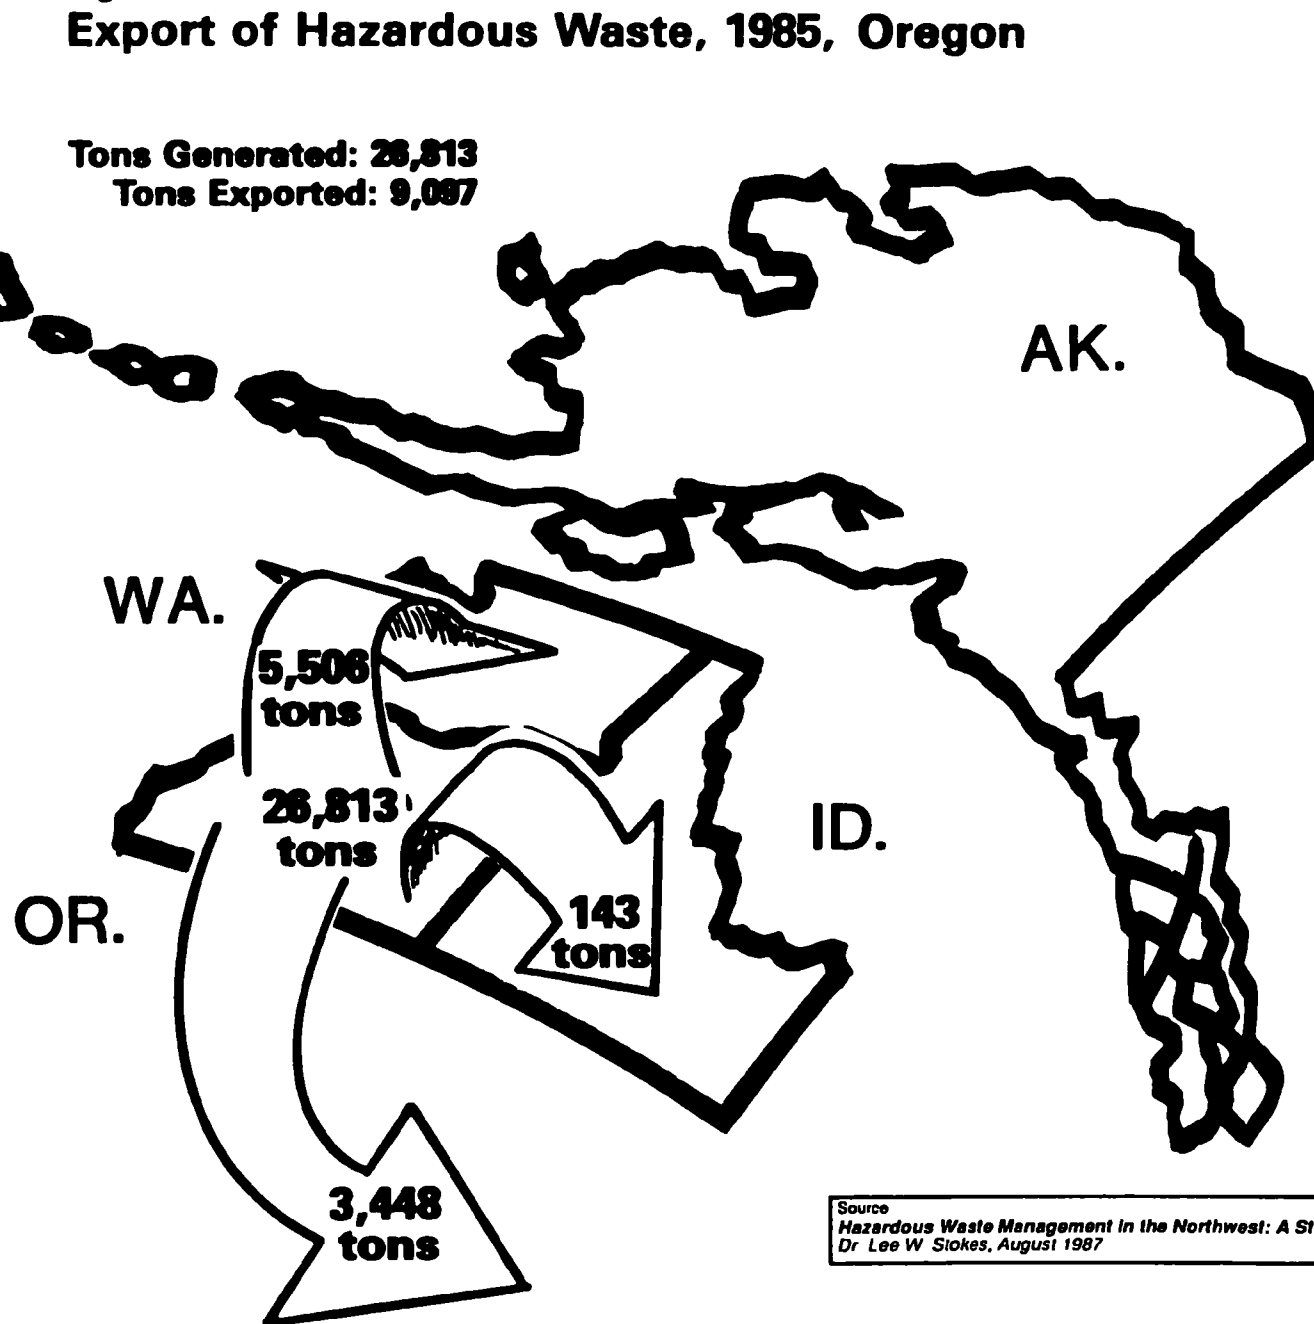 Export of Hazardous Waste, 1985, Oregon
Tons Generated: 26,813
Tons Exported: 9,097
AK.
WA.
5,506
tons
26,813
tons
ID.
OR.
143
tons
3,448
tons
Source
Hazardous Waste Management in the Northwest: A St
Dr Lee W Stokes, August 1987